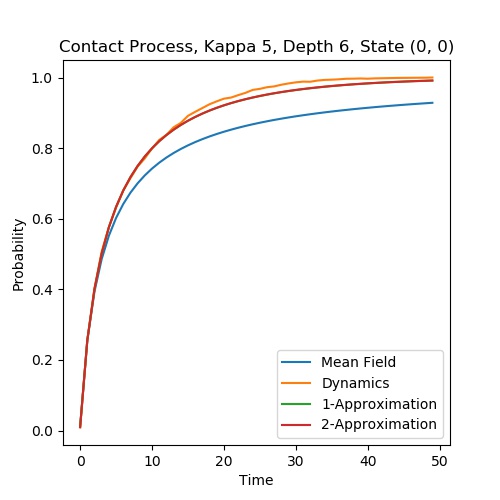 Contact Process, Kappa 5, Depth 6, State (0, 0)
1.0
0.8
0.6
0.4
0.2
0.0
Probability
0 10 20 30 40 50
Time
Mean Field
Dynamics
1-Approximation
2-Approximation